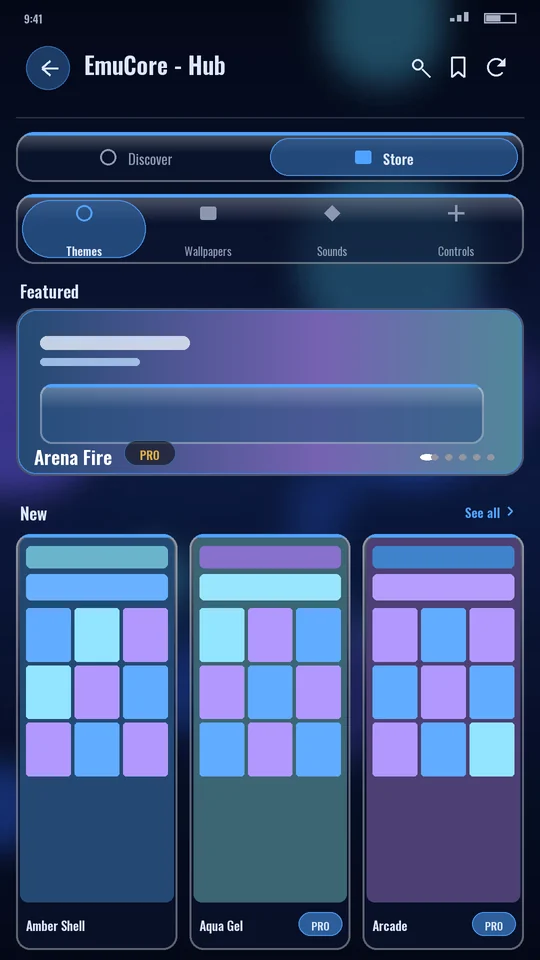 9:41
EmuCore - Hub
Discover
Store
Themes
Wallpapers
Sounds
Controls
Featured
Arena Fire
PRO
New
See all
Amber Shell
Aqua Gel
PRO
Arcade
PRO